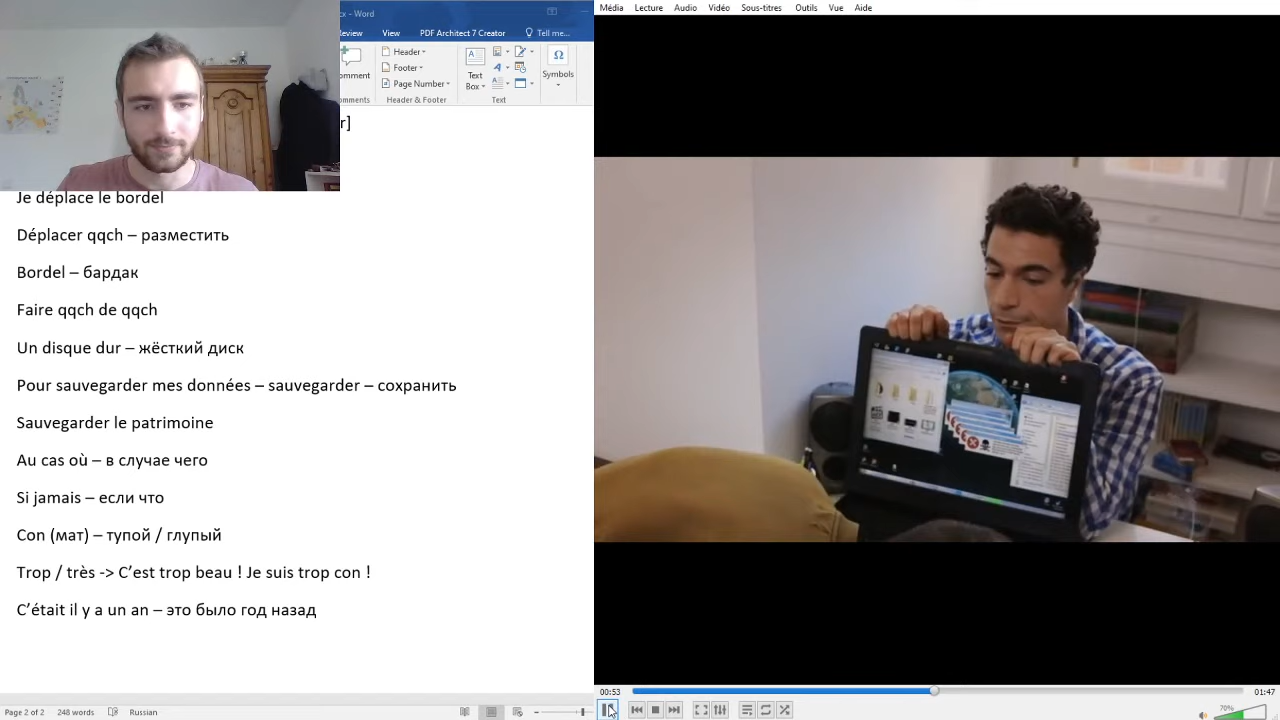 cx - Word
Média Lecture Audio Vidéo Sous-titres Outils Vue Aide
Review View PDF Architect 7 Creator Tell me...
Header
Footer
Page Number
Text
Box
Symbols
Header & Footer
Text
r]
Je déplace le bordel
Déplacer qqch – разместить
Bordel – бардак
Faire qqch de qqch
Un disque dur – жёсткий диск
Pour sauvegarder mes données – sauvegarder – сохранить
Sauvegarder le patrimoine
Au cas où – в случае чего
Si jamais – если что
Con (мат) – тупой / глупый
Trop / très -> C’est trop beau ! Je suis trop con !
C’était il y a un an – это было год назад
00:53
01:47
Page 2 of 2 248 words Russian
70%